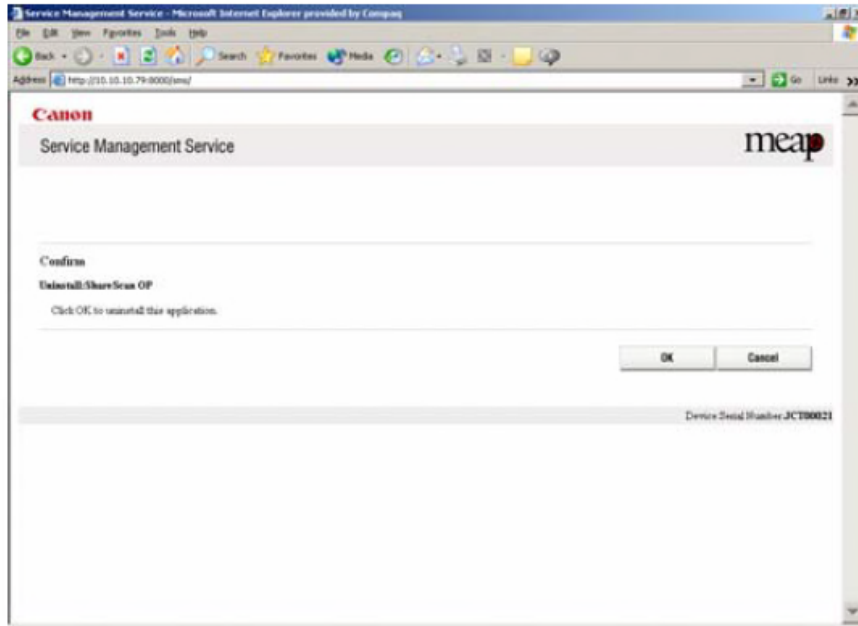 Service Management Service - Microsoft Internet Explorer provided by Compaq
File Edit View Favorites Tools Help
Back Search Favorites Media
Address http://10.10.10.79:8000/sms/ Go Links
Canon
Service Management Service
meap
Confirm
Uninstall:ShareScan OP
Click OK to uninstall this application.
OK Cancel
Device Serial Number:JCT00021